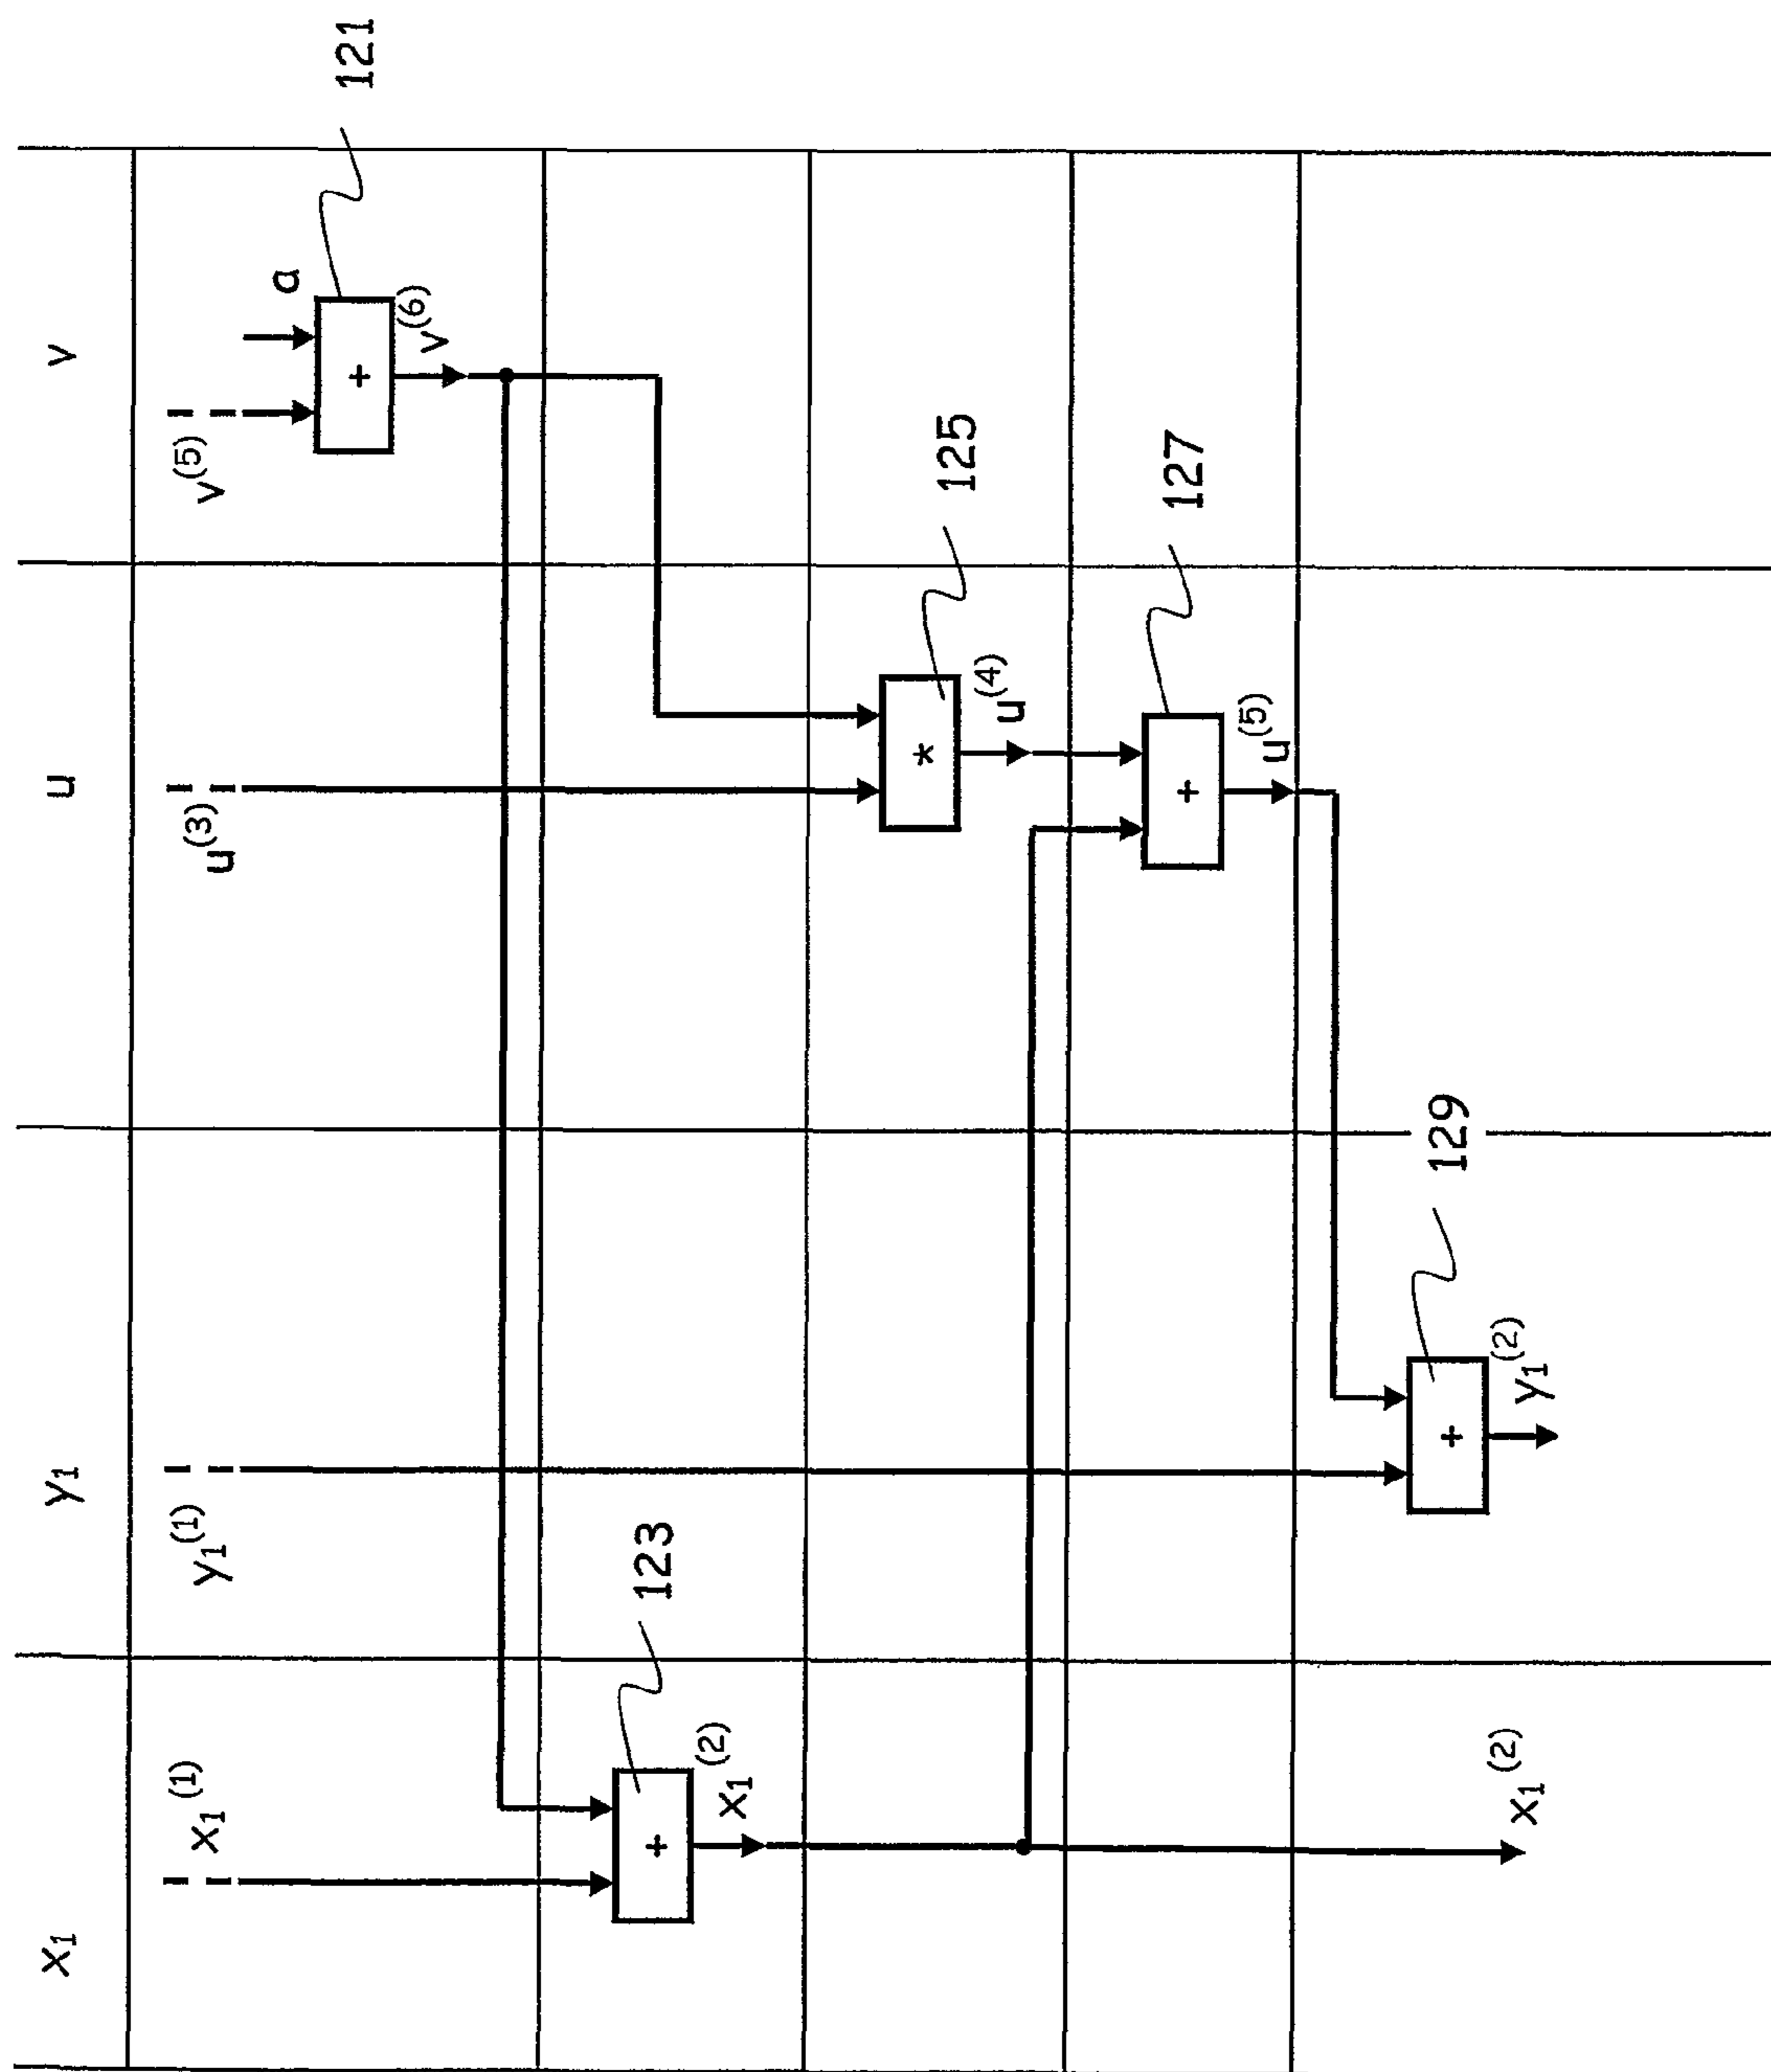 x₁ y₁ u v
x₁⁽¹⁾ y₁⁽¹⁾ u⁽³⁾ v⁽⁵⁾
a
121
+
v⁽⁶⁾
123
+
x₁⁽²⁾
125
*
u⁽⁴⁾
127
+
u⁽⁵⁾
129
+
y₁⁽²⁾
x₁⁽²⁾